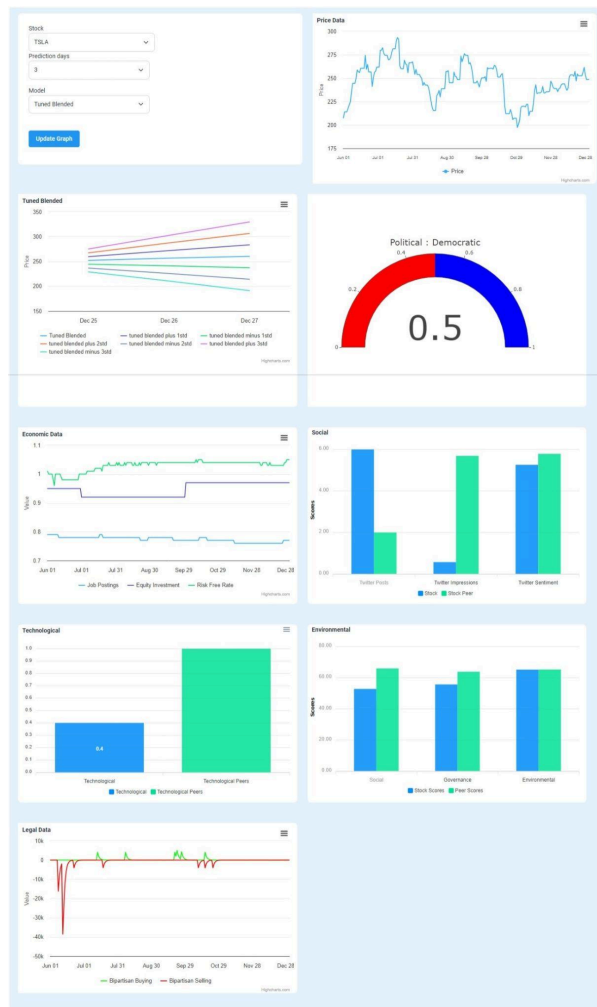 Stock
TSLA
Prediction days
3
Model
Tuned Blended
Update Graph
Price Data
300
275
250
225
200
175
Price
Jun 01 Jul 01 Jul 31 Aug 30 Sep 29 Oct 29 Nov 28 Dec 28
Price
Highcharts.com
Tuned Blended
350
300
250
200
150
Price
Dec 25 Dec 26 Dec 27
Tuned Blended tuned blended plus 1std tuned blended minus 1std
tuned blended plus 2std tuned blended minus 2std tuned blended plus 3std
tuned blended minus 3std
Highcharts.com
Political : Democratic
0.4 0.6
0.2 0.8
0.5
0 1
Economic Data
1.1
1
0.9
0.8
0.7
Value
Jun 01 Jul 01 Jul 31 Aug 30 Sep 29 Oct 29 Nov 28 Dec 28
Job Postings Equity Investment Risk Free Rate
Highcharts.com
Social
6.00
4.00
2.00
0.00
Scores
Twitter Posts Twitter Impressions Twitter Sentiment
Stock Stock Peer
Technological
1.0
0.9
0.8
0.7
0.6
0.5
0.4
0.3
0.2
0.1
0.0
0.4
Technological Technological Peers
Technological Technological Peers
Environmental
80.00
60.00
40.00
20.00
0.00
Scores
Social Governance Environmental
Stock Scores Peer Scores
Legal Data
10k
0
-10k
-20k
-30k
-40k
-50k
Value
Jun 01 Jul 01 Jul 31 Aug 30 Sep 29 Oct 29 Nov 28 Dec 28
Bipartisan Buying Bipartisan Selling
Highcharts.com